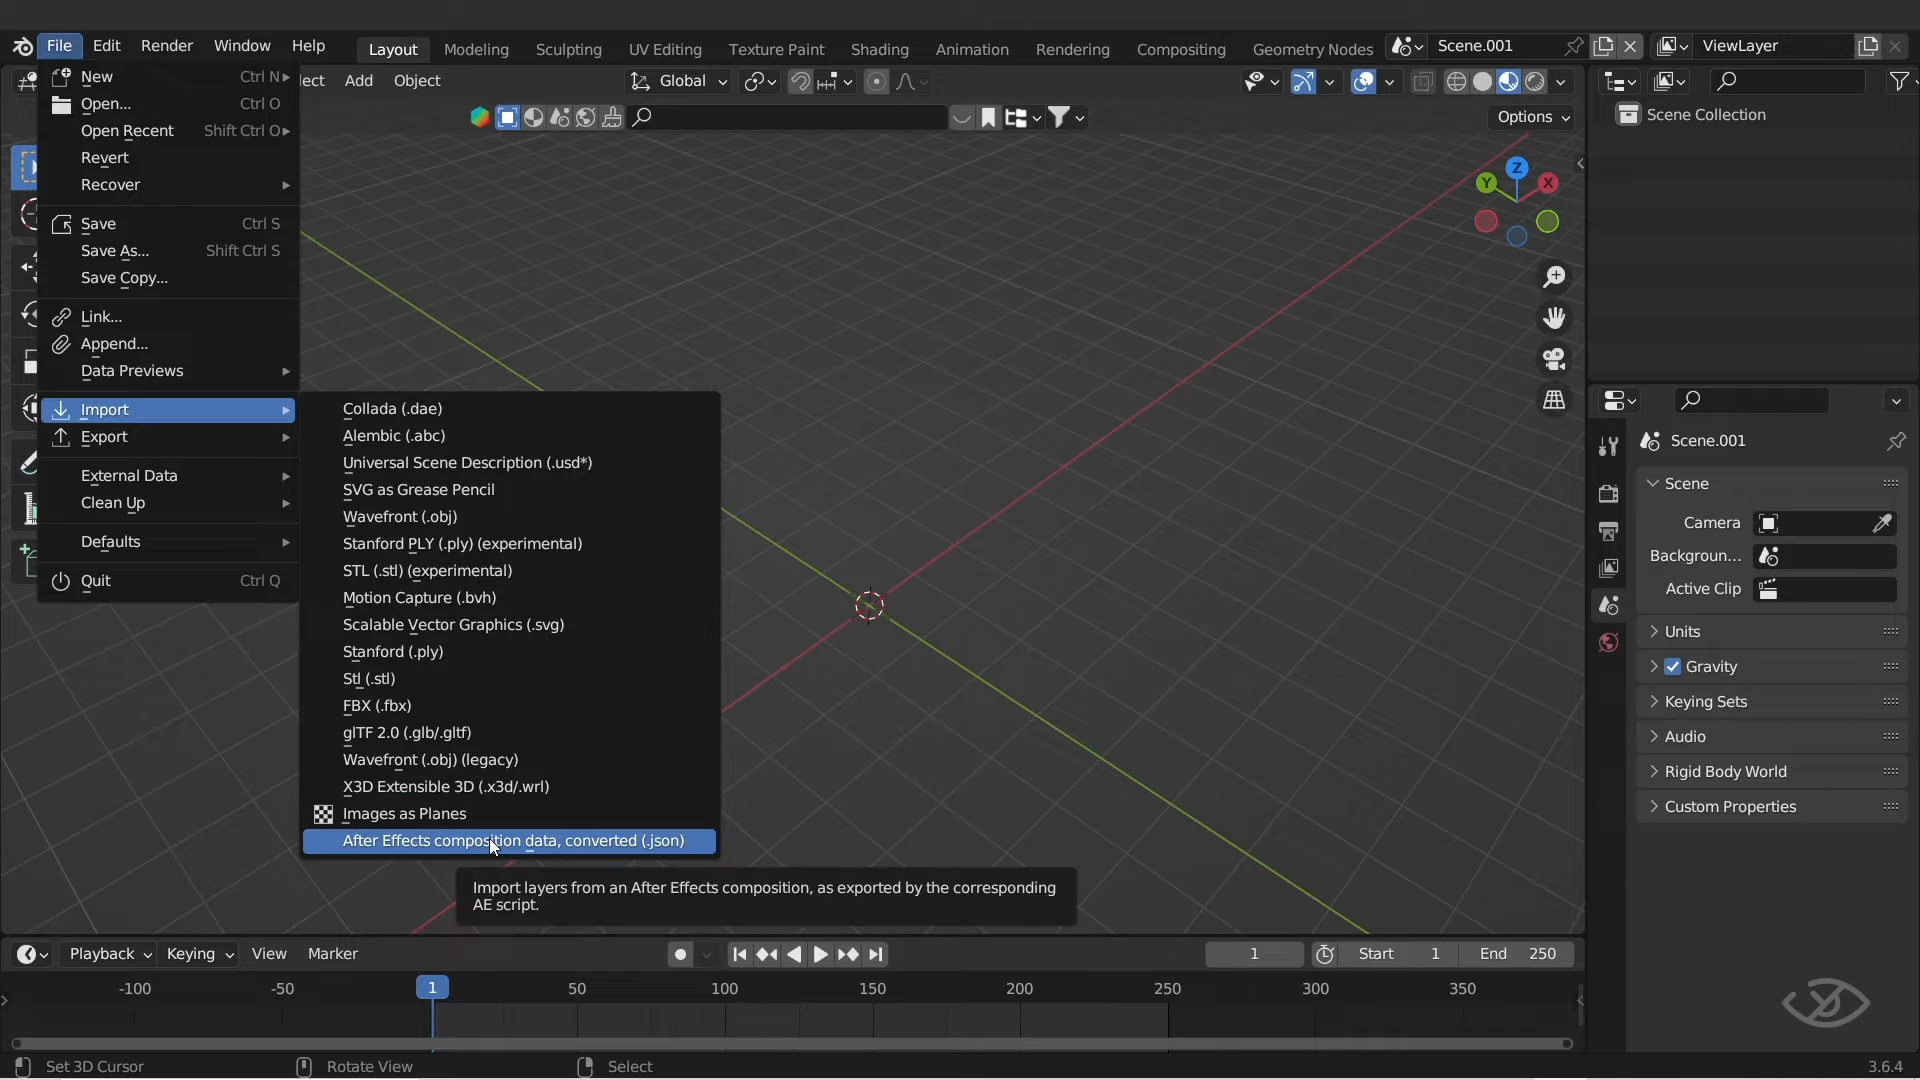 File Edit Render Window Help
Layout Modeling Sculpting UV Editing Texture Paint Shading Animation Rendering Compositing Geometry Nodes
Scene.001
ViewLayer
New Ctrl N
Open... Ctrl O
Open Recent Shift Ctrl O
Revert
Recover
Save Ctrl S
Save As... Shift Ctrl S
Save Copy...
Link...
Append...
Data Previews
Import
Export
External Data
Clean Up
Defaults
Quit Ctrl Q
ect Add Object
Global
Options
Z
Y
X
Collada (.dae)
Alembic (.abc)
Universal Scene Description (.usd*)
SVG as Grease Pencil
Wavefront (.obj)
Stanford PLY (.ply) (experimental)
STL (.stl) (experimental)
Motion Capture (.bvh)
Scalable Vector Graphics (.svg)
Stanford (.ply)
Stl (.stl)
FBX (.fbx)
glTF 2.0 (.glb/.gltf)
Wavefront (.obj) (legacy)
X3D Extensible 3D (.x3d/.wrl)
Images as Planes
After Effects composition data, converted (.json)
Import layers from an After Effects composition, as exported by the corresponding
AE script.
Scene Collection
Scene.001
Scene
Camera
Backgroun...
Active Clip
Units
Gravity
Keying Sets
Audio
Rigid Body World
Custom Properties
Playback Keying View Marker
1
Start 1
End 250
-100 -50 1 50 100 150 200 250 300 350
Set 3D Cursor
Rotate View
Select
3.6.4